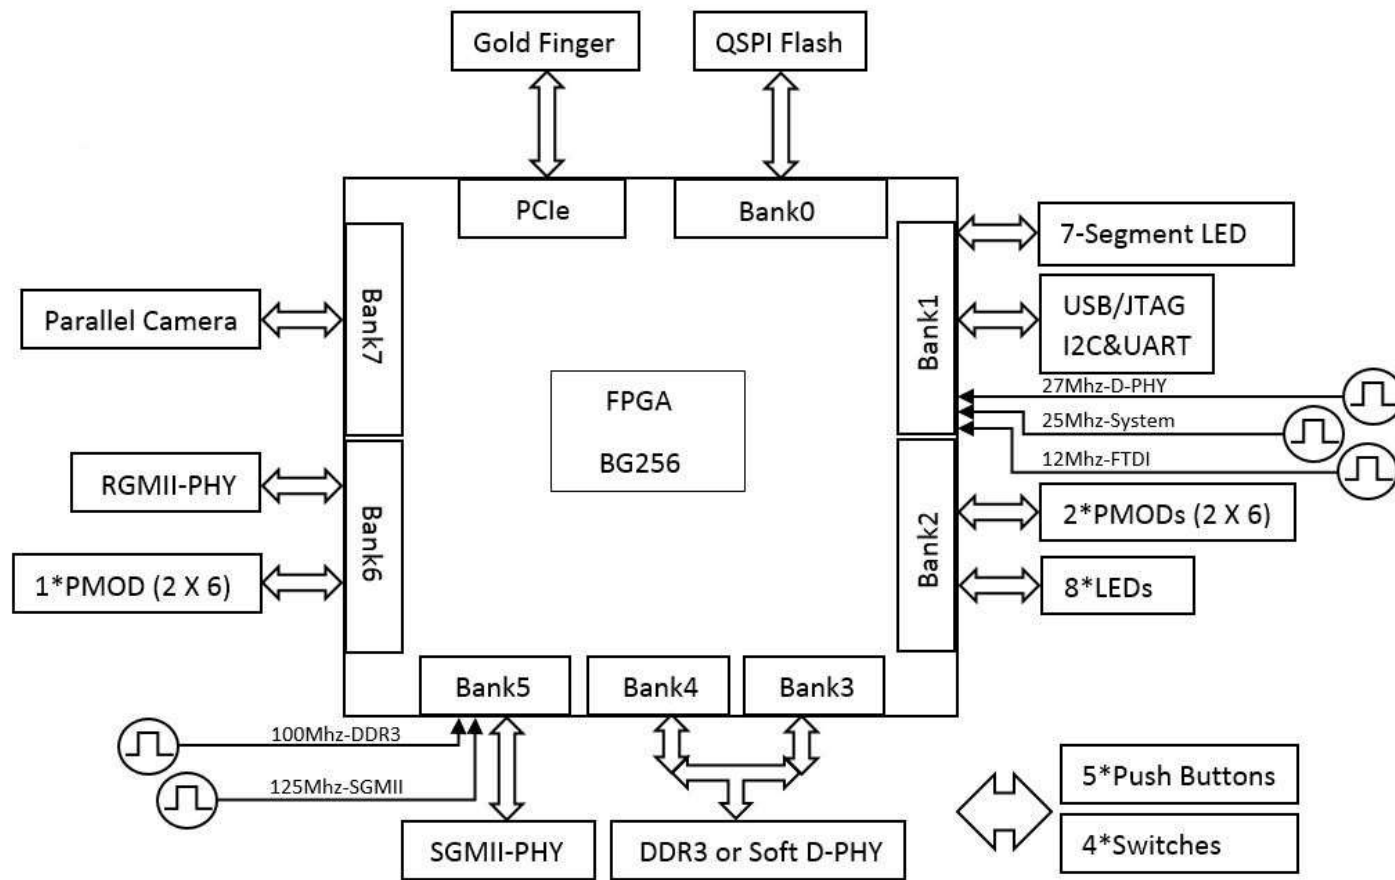 Gold Finger
QSPI Flash
PCIe
Bank0
7-Segment LED
Parallel Camera
Bank7
Bank1
USB/JTAG
I2C&UART
FPGA
BG256
27Mhz-D-PHY
25Mhz-System
12Mhz-FTDI
RGMII-PHY
Bank6
Bank2
2*PMODs (2 X 6)
1*PMOD (2 X 6)
8*LEDs
Bank5
Bank4
Bank3
100Mhz-DDR3
125Mhz-SGMII
5*Push Buttons
SGMII-PHY
DDR3 or Soft D-PHY
4*Switches